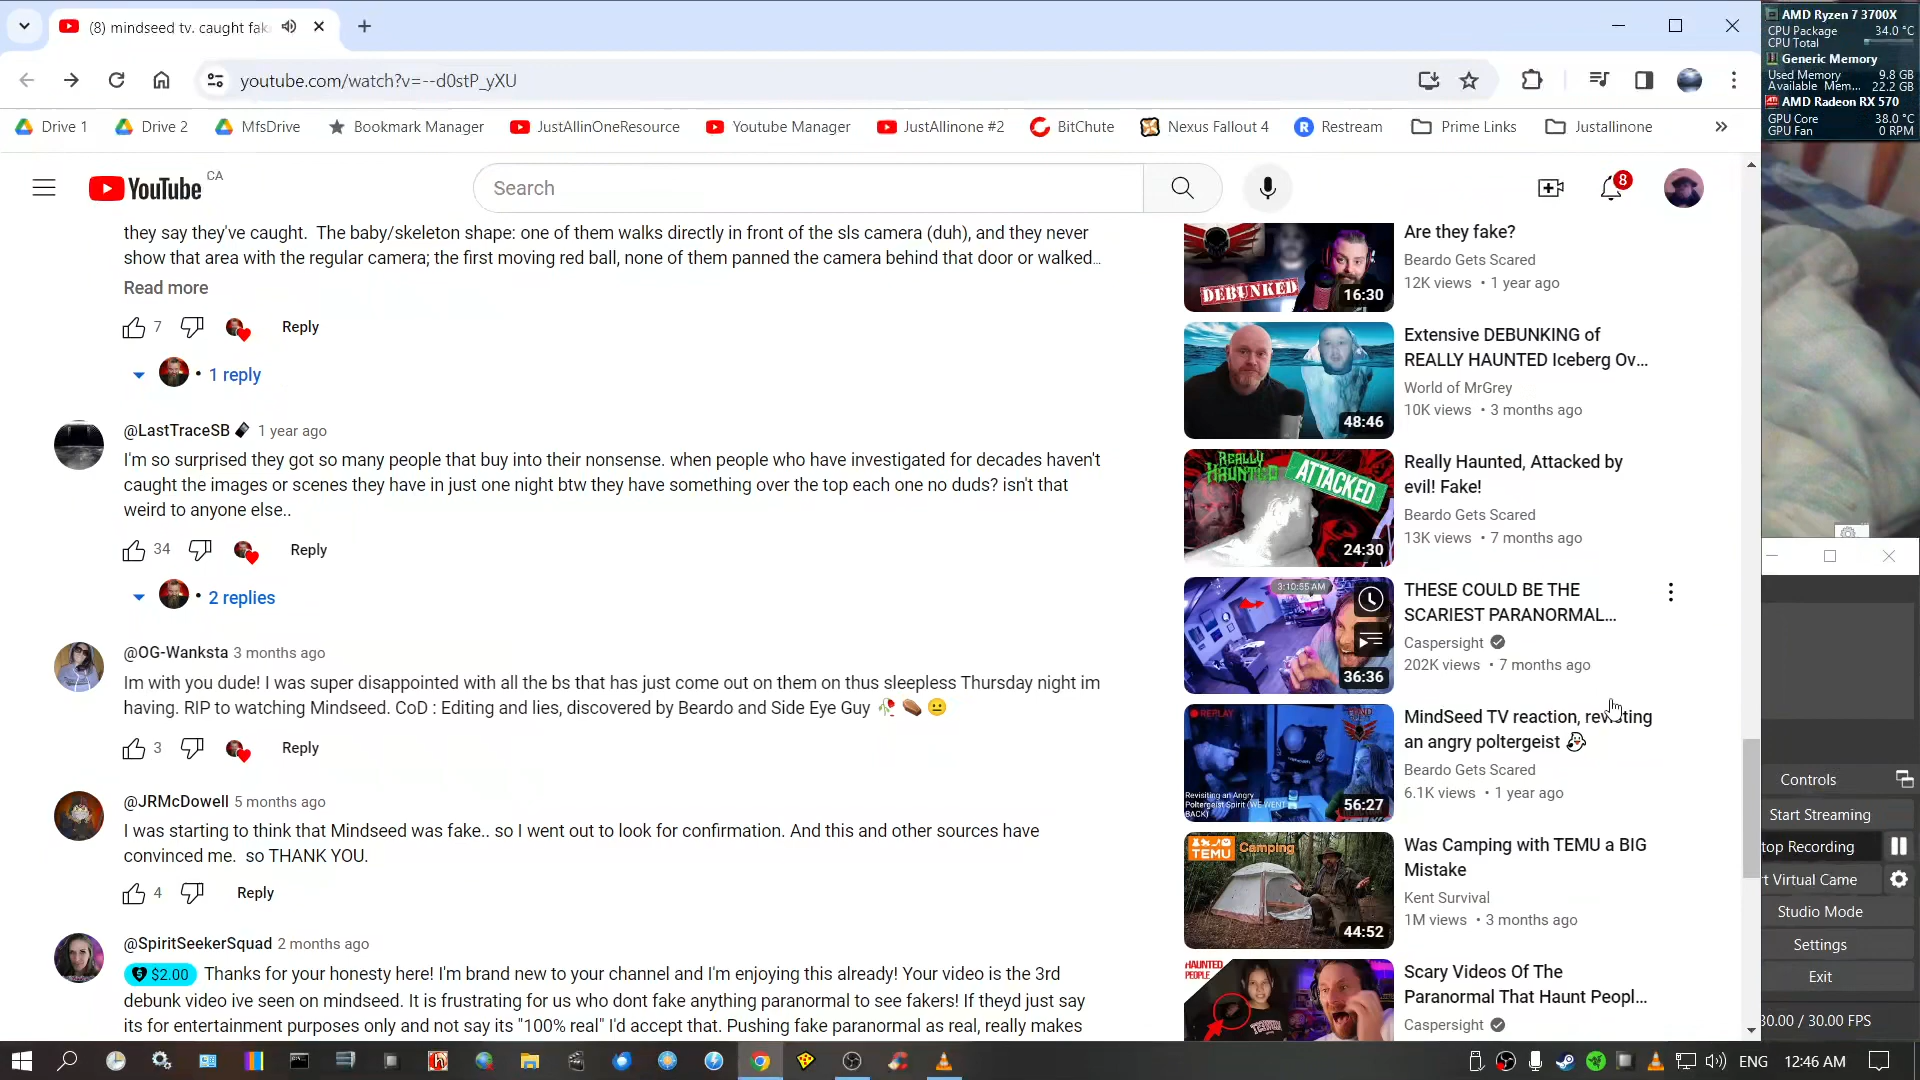 (8) mindseed tv. caught fak
AMD Ryzen 7 3700X
CPU Package 34.0 °C
CPU Total
Generic Memory
Used Memory 9.8 GB
Available Mem... 22.2 GB
AMD Radeon RX 570
GPU Core 38.0 °C
GPU Fan 0 RPM
youtube.com/watch?v=--d0stP_yXU
Drive 1 Drive 2 MfsDrive Bookmark Manager JustAllinOneResource Youtube Manager JustAllinone #2 BitChute Nexus Fallout 4 Restream Prime Links Justallinone »
YouTube CA
Search
8
they say they've caught.  The baby/skeleton shape: one of them walks directly in front of the sls camera (duh), and they never
show that area with the regular camera; the first moving red ball, none of them panned the camera behind that door or walked...
Read more
7 Reply
• 1 reply
@LastTraceSB 1 year ago
I'm so surprised they got so many people that buy into their nonsense. when people who have investigated for decades haven't
caught the images or scenes they have in just one night btw they have something over the top each one no duds? isn't that
weird to anyone else..
34 Reply
• 2 replies
@OG-Wanksta 3 months ago
Im with you dude! I was super disappointed with all the bs that has just come out on them on thus sleepless Thursday night im
having. RIP to watching Mindseed. CoD : Editing and lies, discovered by Beardo and Side Eye Guy 🥀 ⚰️ 😐
3 Reply
@JRMcDowell 5 months ago
I was starting to think that Mindseed was fake.. so I went out to look for confirmation. And this and other sources have
convinced me.  so THANK YOU.
4 Reply
@SpiritSeekerSquad 2 months ago
$2.00 Thanks for your honesty here! I'm brand new to your channel and I'm enjoying this already! Your video is the 3rd
debunk video ive seen on mindseed. It is frustrating for us who dont fake anything paranormal to see fakers! If theyd just say
its for entertainment purposes only and not say its "100% real" I'd accept that. Pushing fake paranormal as real, really makes
DEBUNKED
16:30
Are they fake?
Beardo Gets Scared
12K views • 1 year ago
48:46
Extensive DEBUNKING of
REALLY HAUNTED Iceberg Ov...
World of MrGrey
10K views • 3 months ago
REALLY
HAUNTED
ATTACKED
24:30
Really Haunted, Attacked by
evil! Fake!
Beardo Gets Scared
13K views • 7 months ago
3:10:55 AM
36:36
THESE COULD BE THE
SCARIEST PARANORMAL...
Caspersight
202K views • 7 months ago
REPLAY
Revisiting an Angry
Poltergeist Spirit (WE WENT
BACK)
56:27
MindSeed TV reaction, revisiting
an angry poltergeist 👻
Beardo Gets Scared
6.1K views • 1 year ago
TEMU Camping
44:52
Was Camping with TEMU a BIG
Mistake
Kent Survival
1M views • 3 months ago
HAUNTED
PEOPLE
Scary Videos Of The
Paranormal That Haunt Peopl...
Caspersight
Controls
Start Streaming
top Recording
t Virtual Came
Studio Mode
Settings
Exit
30.00 / 30.00 FPS
ENG 12:46 AM